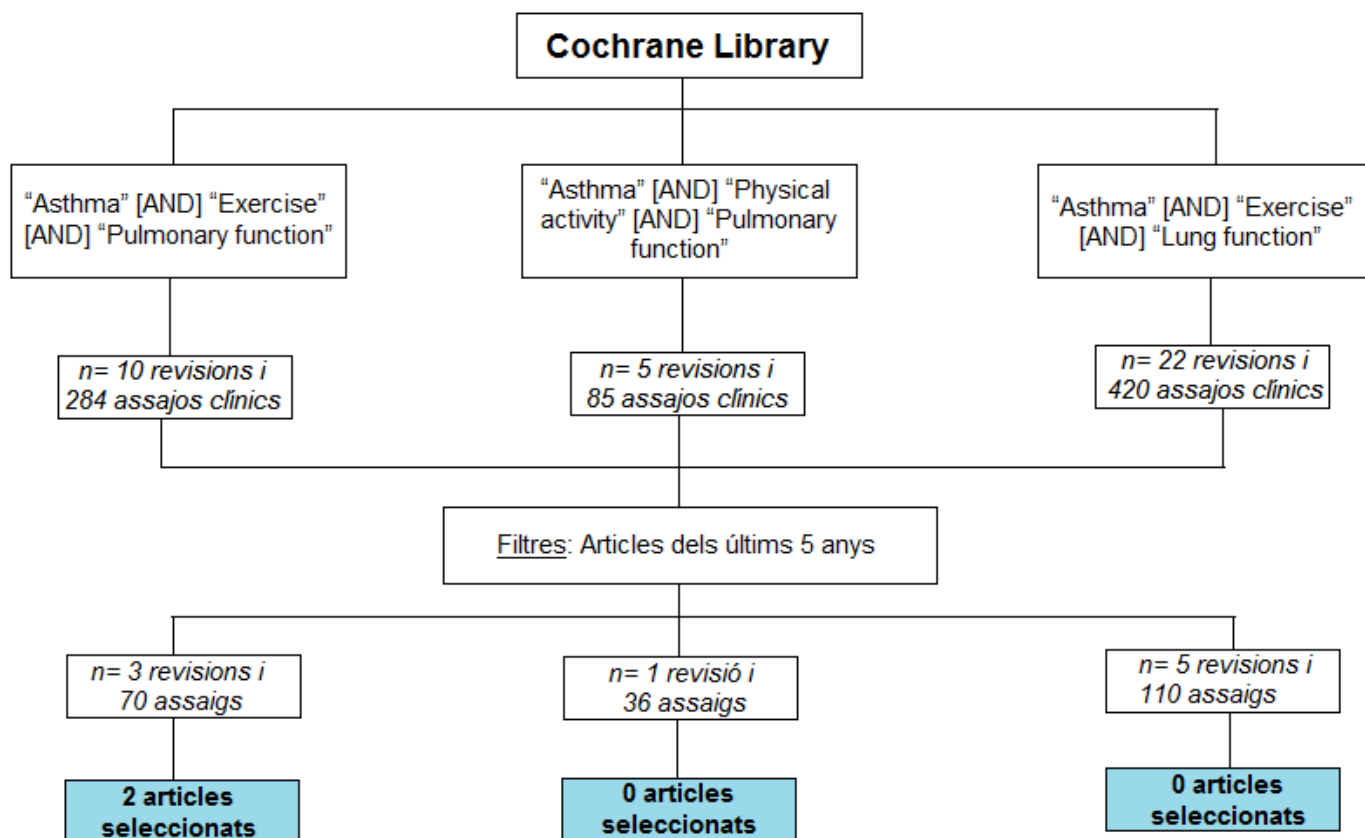 Cochrane Library
“Asthma” [AND] “Exercise”
[AND] “Pulmonary function”
“Asthma” [AND] “Physical
activity” [AND] “Pulmonary
function”
“Asthma” [AND] “Exercise”
[AND] “Lung function”
n= 10 revisions i
284 assajos clínics
n= 5 revisions i
85 assajos clínics
n= 22 revisions i
420 assajos clínics
Filtres: Articles dels últims 5 anys
n= 3 revisions i
70 assaigs
n= 1 revisió i
36 assaigs
n= 5 revisions i
110 assaigs
2 articles
seleccionats
0 articles
seleccionats
0 articles
seleccionats